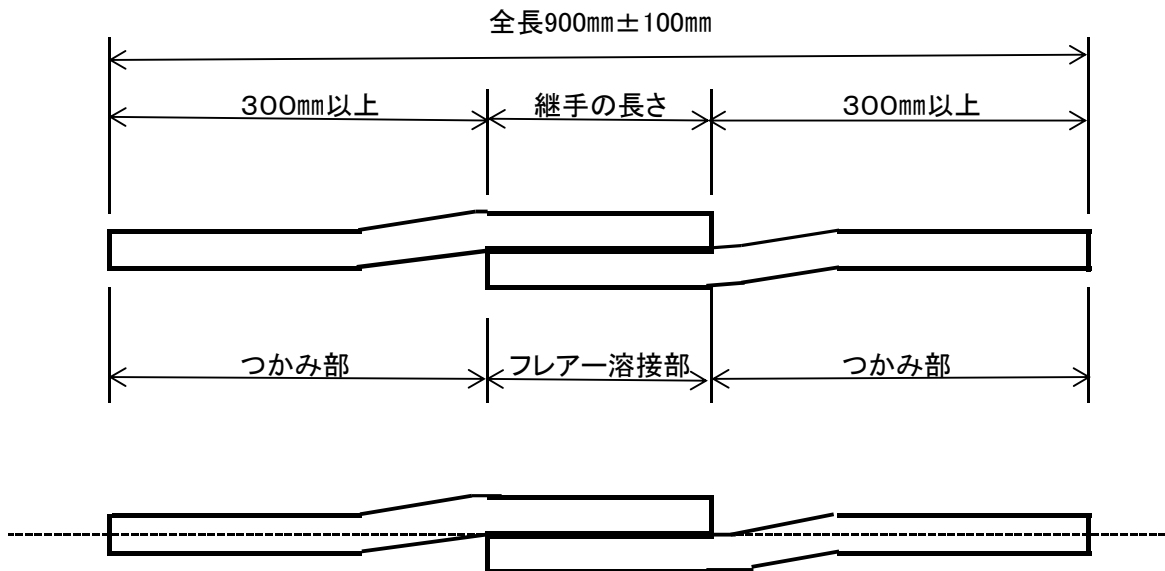 全長900㎜±100㎜
300㎜以上
継手の長さ
300㎜以上
つかみ部
フレアー溶接部
つかみ部